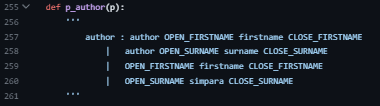 255 def p_author(p):
256 '''
257 author : author OPEN_FIRSTNAME firstname CLOSE_FIRSTNAME
258 | author OPEN_SURNAME surname CLOSE_SURNAME
259 | OPEN_FIRSTNAME firstname CLOSE_FIRSTNAME
260 | OPEN_SURNAME simpara CLOSE_SURNAME
261 '''